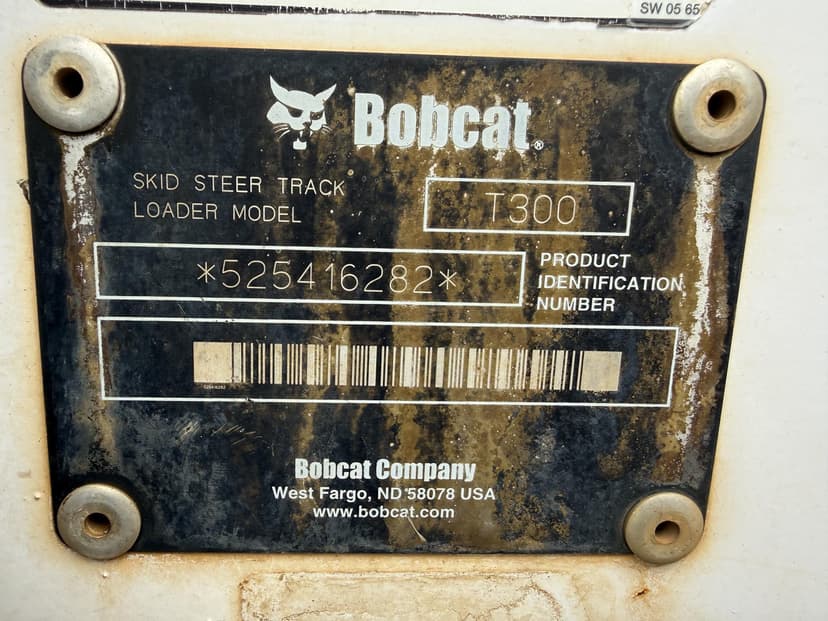 SW 05 65
Bobcat®
SKID STEER TRACK
LOADER MODEL
T300
*525416282*
PRODUCT
IDENTIFICATION
NUMBER
Bobcat Company
West Fargo, ND 58078 USA
www.bobcat.com